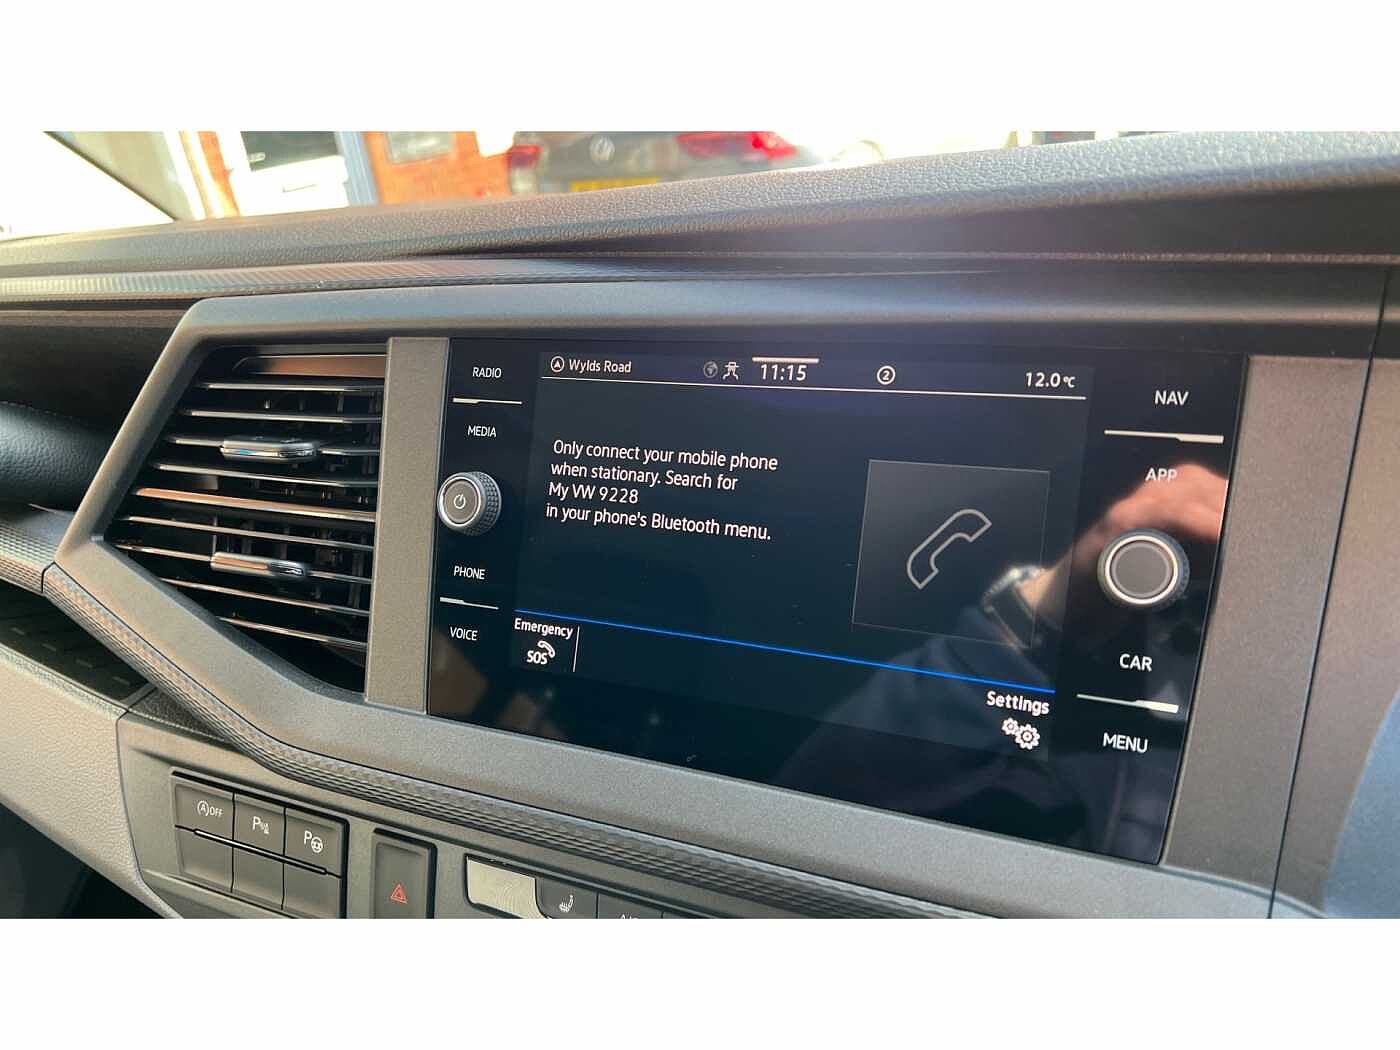 RADIO
MEDIA
PHONE
VOICE
Wylds Road
11:15
2
12.0°C
Only connect your mobile phone
when stationary. Search for
My VW 9228
in your phone's Bluetooth menu.
Emergency
SOS
Settings
NAV
APP
CAR
MENU
A OFF
P
P